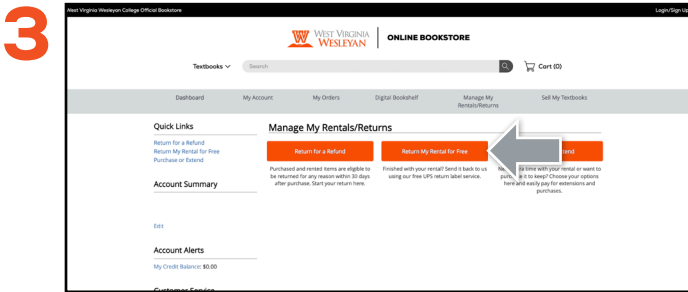 3
West Virginia Wesleyan College Official Bookstore
Login/Sign Up
WEST VIRGINIA
WESLEYAN
ONLINE BOOKSTORE
Textbooks
Search
Cart (0)
Dashboard
My Account
My Orders
Digital Bookshelf
Manage My
Rentals/Returns
Sell My Textbooks
Quick Links
Return for a Refund
Return My Rental for Free
Purchase or Extend
Account Summary
Edit
Account Alerts
My Credit Balance: $0.00
Customer Service
Manage My Rentals/Returns
Return for a Refund
Purchased and rented items are eligible to
be returned for any reason within 30 days
after purchase. Start your return here.
Return My Rental for Free
Finished with your rental? Send it back to us
using our free UPS return label service.
time with your rental or want to
it to keep? Choose your options
here and easily pay for extensions and
purchases.